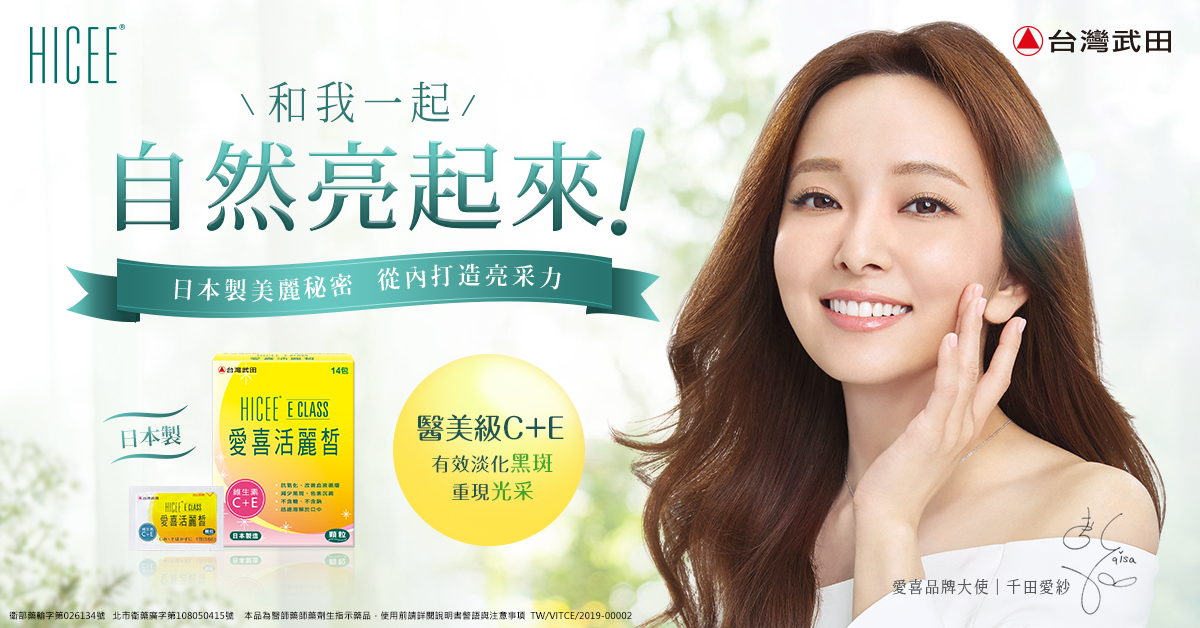 HICEE®
台灣武田
和我一起
自然亮起來!
日本製美麗秘密 從內打造亮采力
台灣武田
14包
HICEE® E CLASS
愛喜活麗皙
維生素
C+E
日本製造
顆粒
日本製
台灣武田
HICEE® E CLASS
愛喜活麗皙
C+E
醫美級C+E
有效淡化黑斑
重現光采
aisa
愛喜品牌大使｜千田愛紗
衛部藥輸字第026134號 北市衛藥廣字第108050415號 本品為醫師藥師藥劑生指示藥品，使用前請詳閱說明書警語與注意事項 TW/VITCE/2019-00002